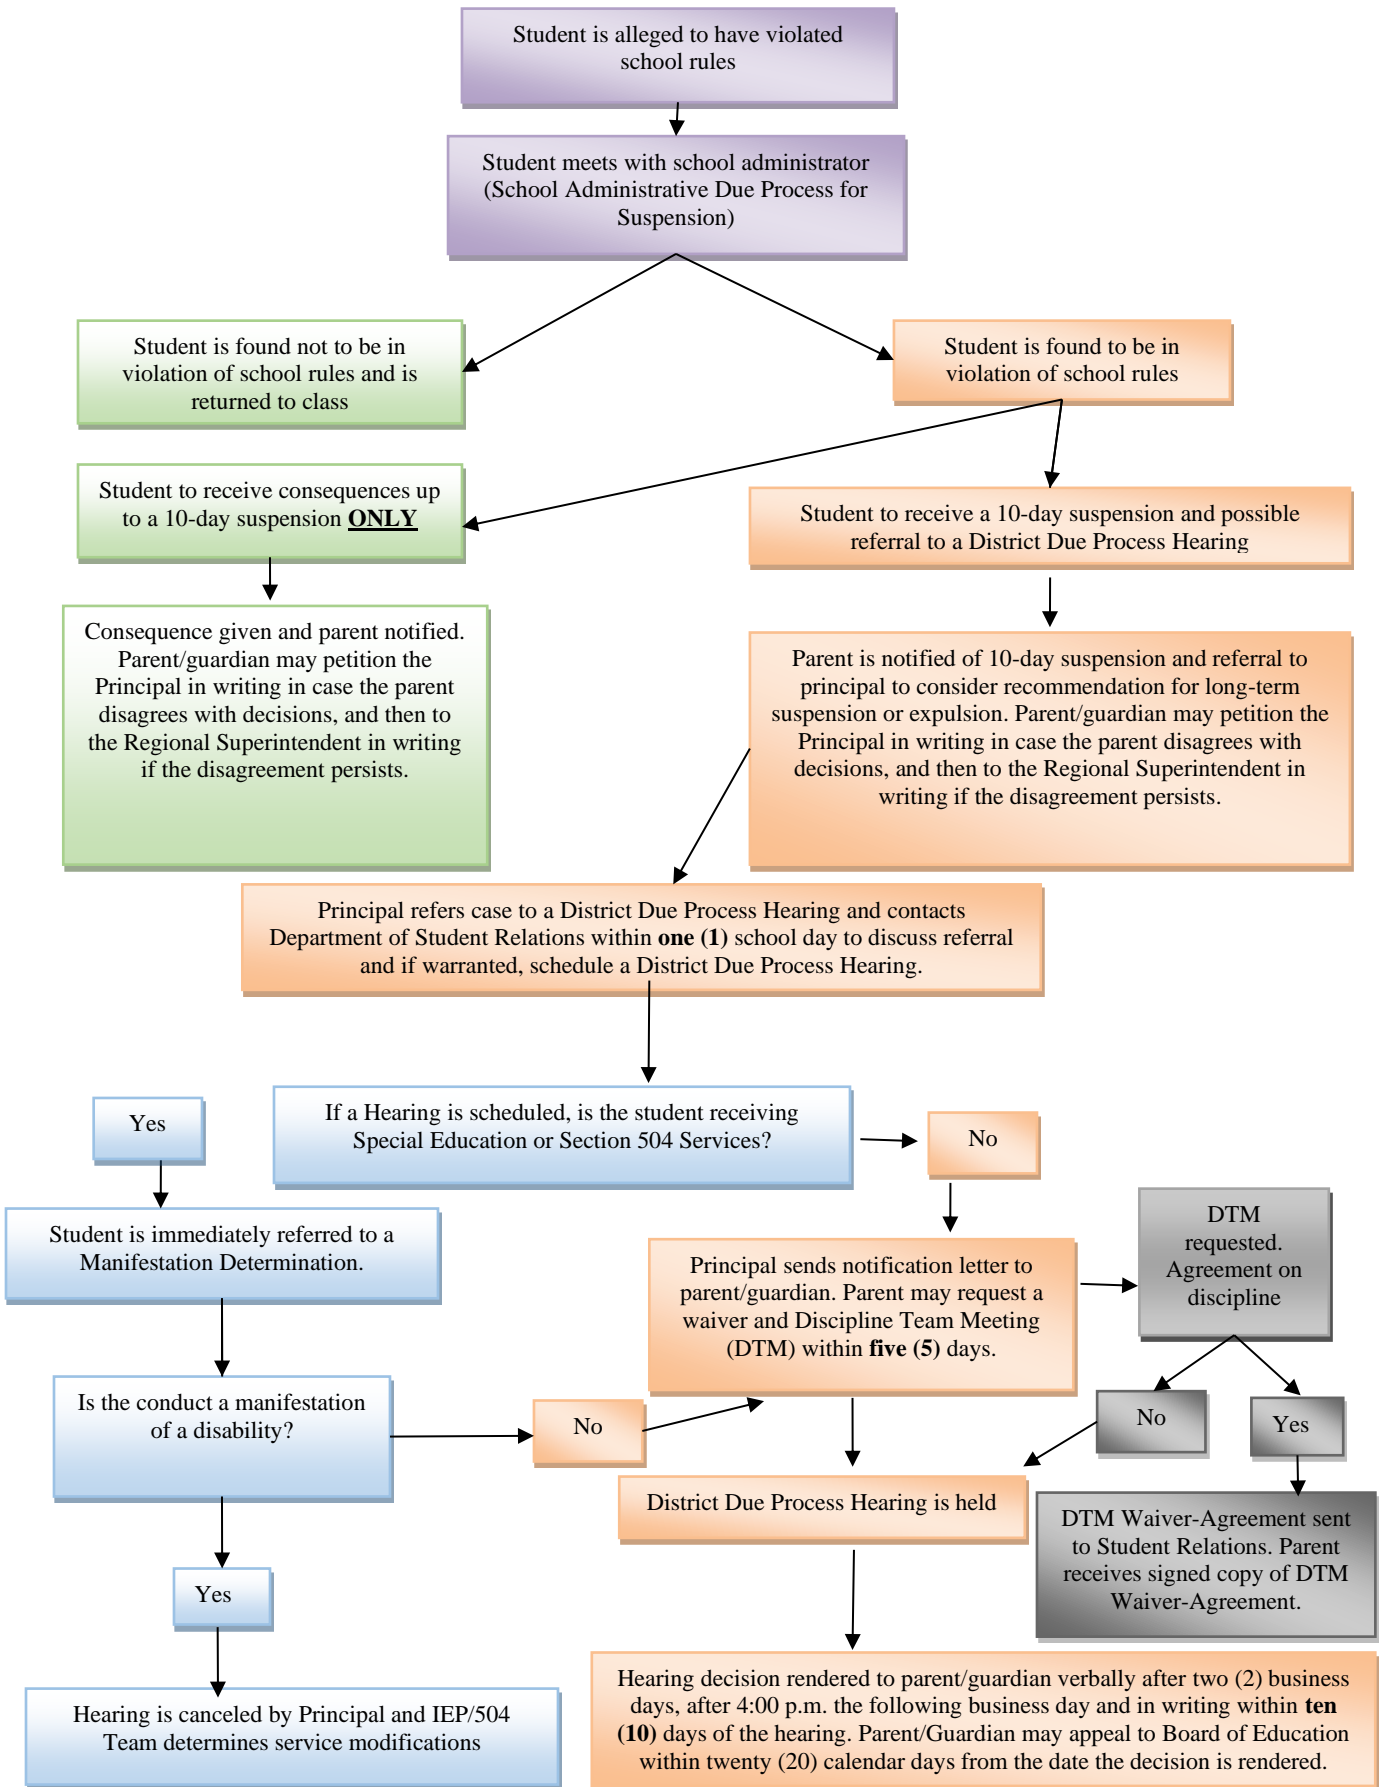 Student is alleged to have violated
school rules
Student meets with school administrator
(School Administrative Due Process for
Suspension)
Student is found not to be in
violation of school rules and is
returned to class
Student is found to be in
violation of school rules
Student to receive consequences up
to a 10-day suspension ONLY
Student to receive a 10-day suspension and possible
referral to a District Due Process Hearing
Consequence given and parent notified.
Parent/guardian may petition the
Principal in writing in case the parent
disagrees with decisions, and then to
the Regional Superintendent in writing
if the disagreement persists.
Parent is notified of 10-day suspension and referral to
principal to consider recommendation for long-term
suspension or expulsion. Parent/guardian may petition the
Principal in writing in case the parent disagrees with
decisions, and then to the Regional Superintendent in
writing if the disagreement persists.
Principal refers case to a District Due Process Hearing and contacts
Department of Student Relations within one (1) school day to discuss referral
and if warranted, schedule a District Due Process Hearing.
If a Hearing is scheduled, is the student receiving
Special Education or Section 504 Services?
Yes
No
Student is immediately referred to a
Manifestation Determination.
Principal sends notification letter to
parent/guardian. Parent may request a
waiver and Discipline Team Meeting
(DTM) within five (5) days.
DTM
requested.
Agreement on
discipline
Is the conduct a manifestation
of a disability?
No
No
Yes
District Due Process Hearing is held
DTM Waiver-Agreement sent
to Student Relations. Parent
receives signed copy of DTM
Waiver-Agreement.
Yes
Hearing is canceled by Principal and IEP/504
Team determines service modifications
Hearing decision rendered to parent/guardian verbally after two (2) business
days, after 4:00 p.m. the following business day and in writing within ten
(10) days of the hearing. Parent/Guardian may appeal to Board of Education
within twenty (20) calendar days from the date the decision is rendered.